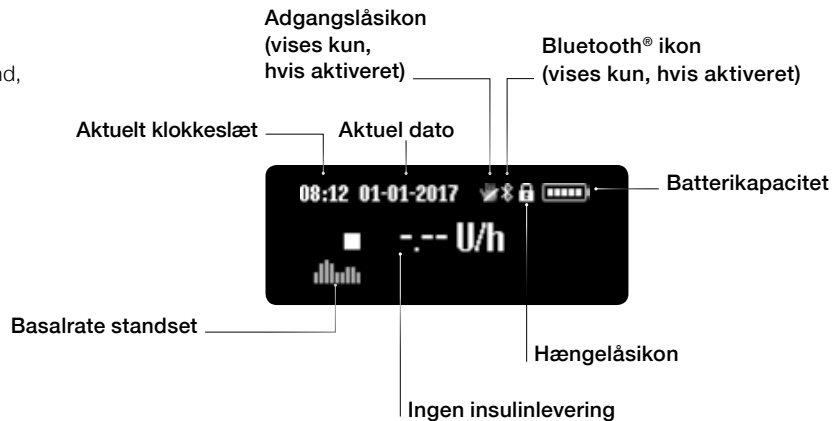 Adgangslåsikon
(vises kun,
hvis aktiveret)
Bluetooth® ikon
(vises kun, hvis aktiveret)
Aktuelt klokkeslæt
Aktuel dato
Batterikapacitet
08:12 01-01-2017
-.-- U/h
Basalrate standset
Hængelåsikon
Ingen insulinlevering